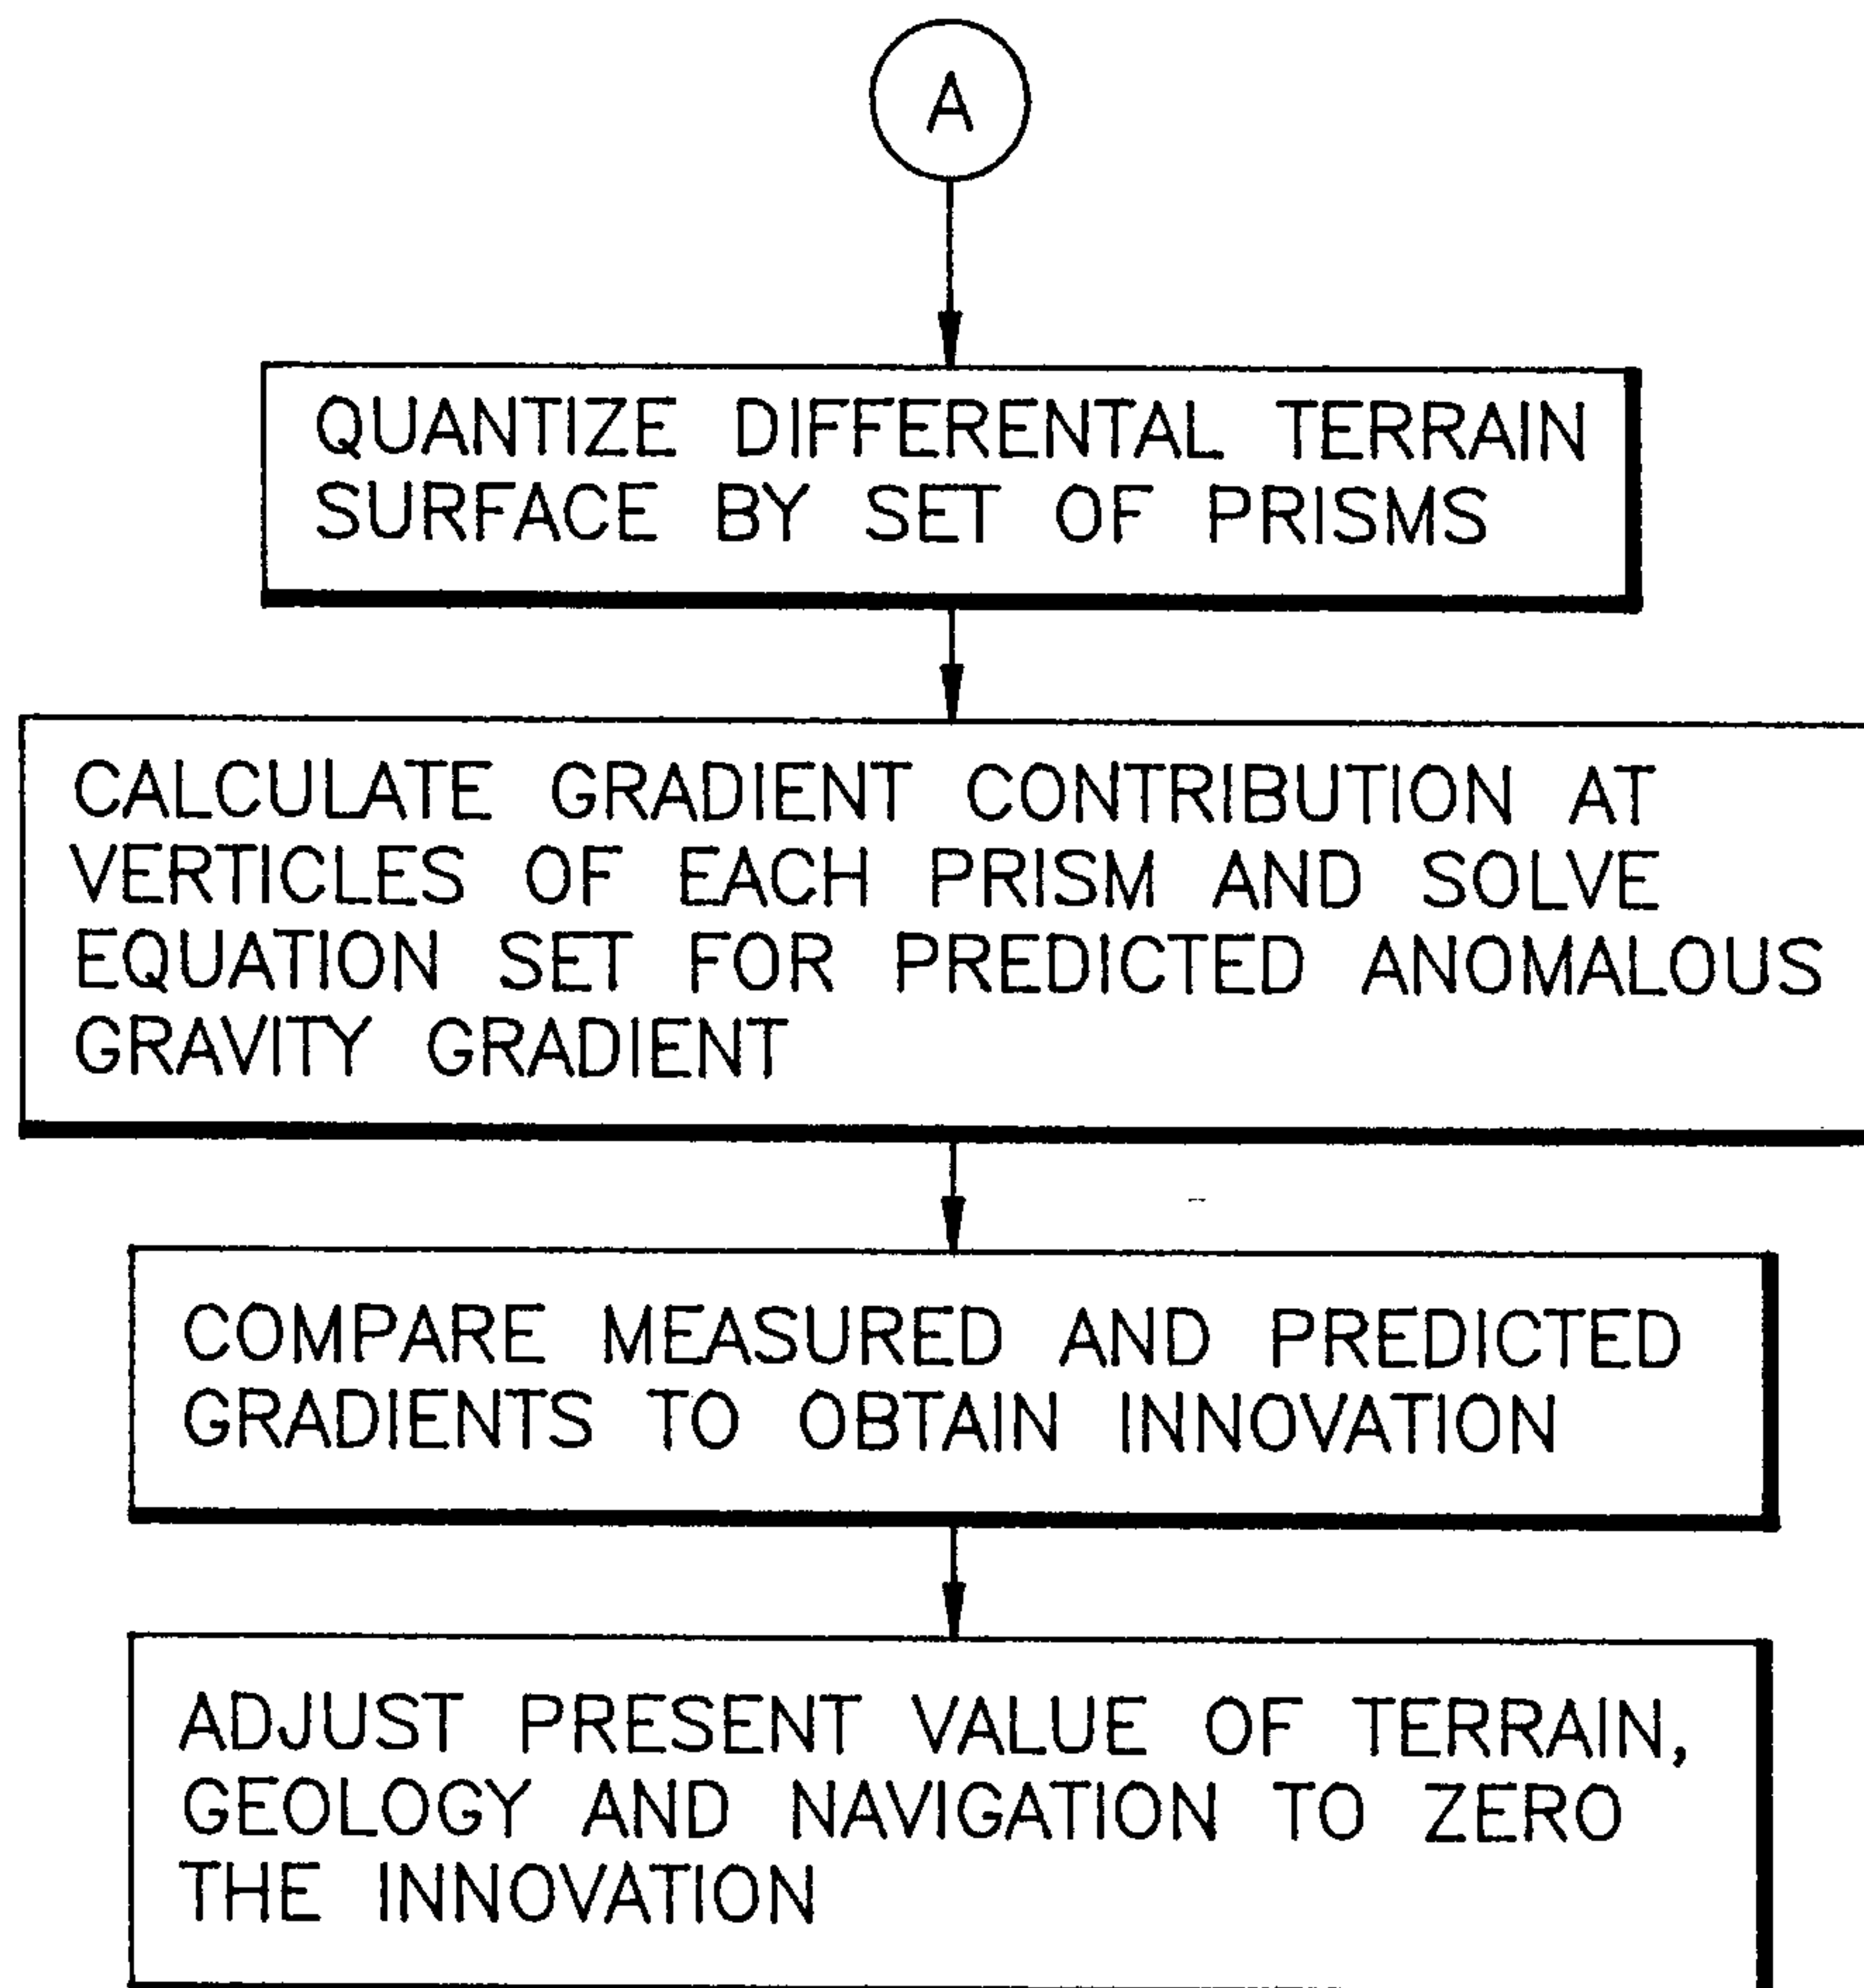 A
QUANTIZE DIFFERENTAL TERRAIN
SURFACE BY SET OF PRISMS
CALCULATE GRADIENT CONTRIBUTION AT
VERTICLES OF EACH PRISM AND SOLVE
EQUATION SET FOR PREDICTED ANOMALOUS
GRAVITY GRADIENT
COMPARE MEASURED AND PREDICTED
GRADIENTS TO OBTAIN INNOVATION
ADJUST PRESENT VALUE OF TERRAIN,
GEOLOGY AND NAVIGATION TO ZERO
THE INNOVATION